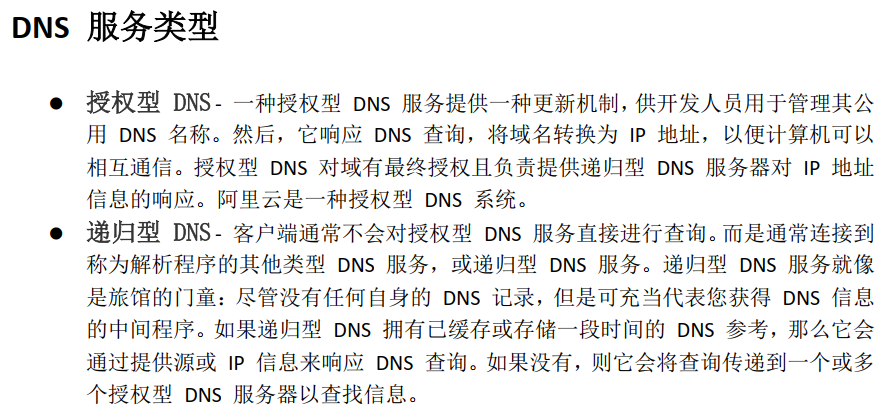 DNS 服务类型
● 授权型 DNS - 一种授权型 DNS 服务提供一种更新机制，供开发人员用于管理其公
用 DNS 名称。然后，它响应 DNS 查询，将域名转换为 IP 地址，以便计算机可以
相互通信。授权型 DNS 对域有最终授权且负责提供递归型 DNS 服务器对 IP 地址
信息的响应。阿里云是一种授权型 DNS 系统。
● 递归型 DNS - 客户端通常不会对授权型 DNS 服务直接进行查询。而是通常连接到
称为解析程序的其他类型 DNS 服务，或递归型 DNS 服务。递归型 DNS 服务就像
是旅馆的门童：尽管没有任何自身的 DNS 记录，但是可充当代表您获得 DNS 信息
的中间程序。如果递归型 DNS 拥有已缓存或存储一段时间的 DNS 参考，那么它会
通过提供源或 IP 信息来响应 DNS 查询。如果没有，则它会将查询传递到一个或多
个授权型 DNS 服务器以查找信息。